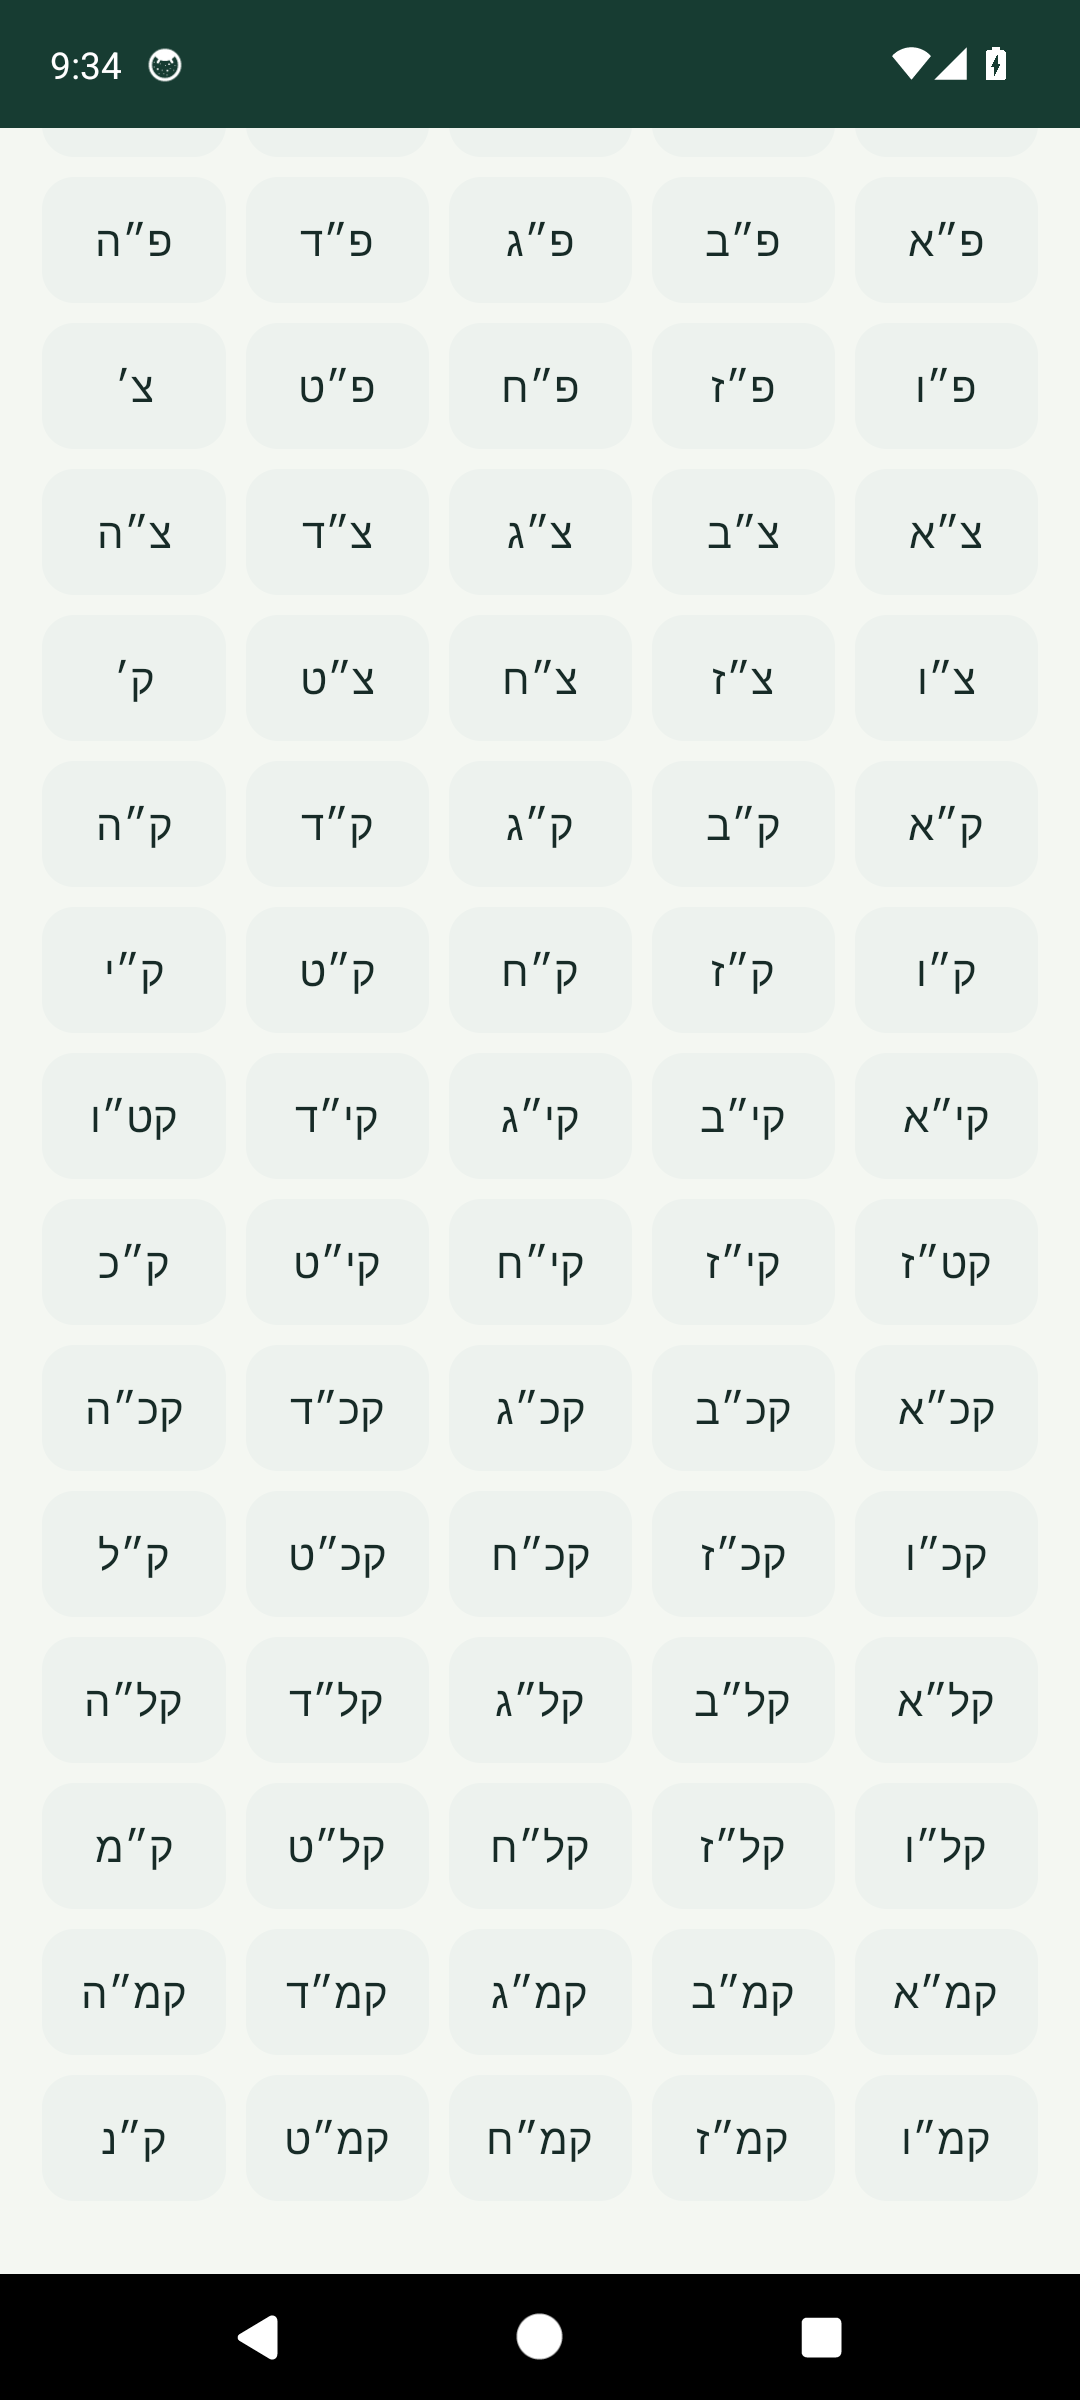 9:34
פ״א פ״ב פ״ג פ״ד פ״ה
פ״ו פ״ז פ״ח פ״ט צ׳
צ״א צ״ב צ״ג צ״ד צ״ה
צ״ו צ״ז צ״ח צ״ט ק׳
ק״א ק״ב ק״ג ק״ד ק״ה
ק״ו ק״ז ק״ח ק״ט ק״י
קי״א קי״ב קי״ג קי״ד קט״ו
קט״ז קי״ז קי״ח קי״ט ק״כ
קכ״א קכ״ב קכ״ג קכ״ד קכ״ה
קכ״ו קכ״ז קכ״ח קכ״ט ק״ל
קל״א קל״ב קל״ג קל״ד קל״ה
קל״ו קל״ז קל״ח קל״ט ק״מ
קמ״א קמ״ב קמ״ג קמ״ד קמ״ה
קמ״ו קמ״ז קמ״ח קמ״ט ק״נ